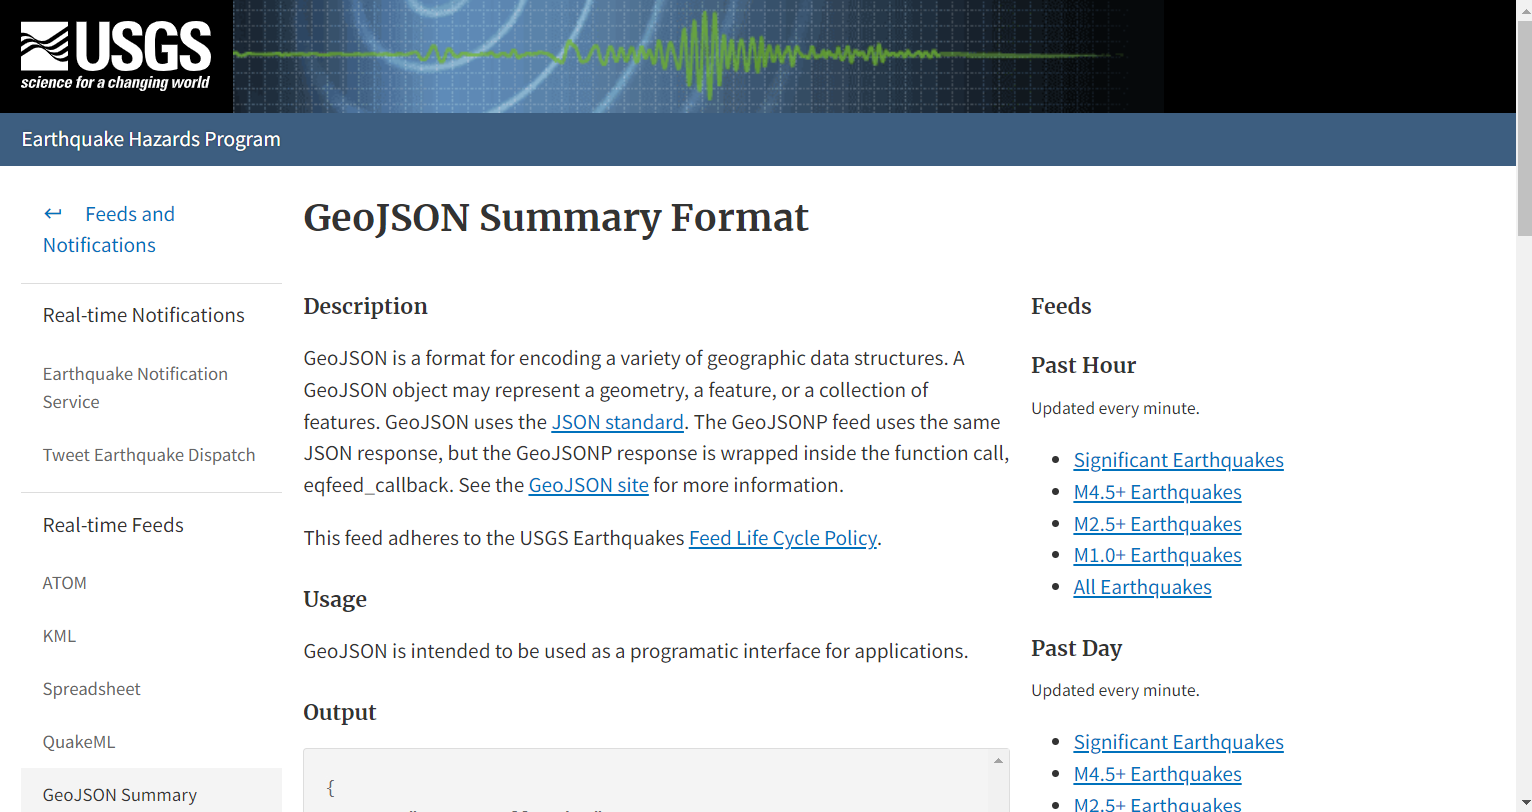 USGS
science for a changing world
Earthquake Hazards Program
↵ Feeds and
Notifications
Real-time Notifications
Earthquake Notification
Service
Tweet Earthquake Dispatch
Real-time Feeds
ATOM
KML
Spreadsheet
QuakeML
GeoJSON Summary
GeoJSON Summary Format
Description
GeoJSON is a format for encoding a variety of geographic data structures. A
GeoJSON object may represent a geometry, a feature, or a collection of
features. GeoJSON uses the JSON standard. The GeoJSONP feed uses the same
JSON response, but the GeoJSONP response is wrapped inside the function call,
eqfeed_callback. See the GeoJSON site for more information.
This feed adheres to the USGS Earthquakes Feed Life Cycle Policy.
Usage
GeoJSON is intended to be used as a programatic interface for applications.
Output
{
Feeds
Past Hour
Updated every minute.
• Significant Earthquakes
• M4.5+ Earthquakes
• M2.5+ Earthquakes
• M1.0+ Earthquakes
• All Earthquakes
Past Day
Updated every minute.
• Significant Earthquakes
• M4.5+ Earthquakes
• M2.5+ Earthquakes